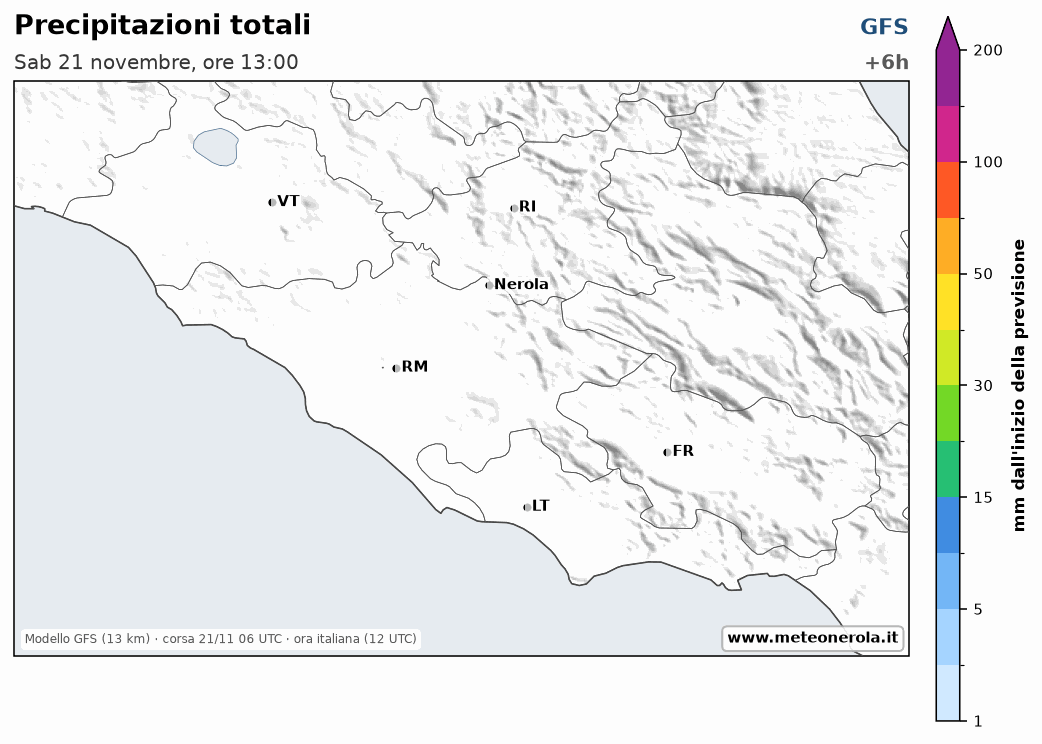 Precipitazioni totali
GFS
Sab 21 novembre, ore 13:00
+6h
VT
RI
Nerola
RM
FR
LT
Modello GFS (13 km) · corsa 21/11 06 UTC · ora italiana (12 UTC)
www.meteonerola.it
200
100
50
30
15
5
1
mm dall'inizio della previsione